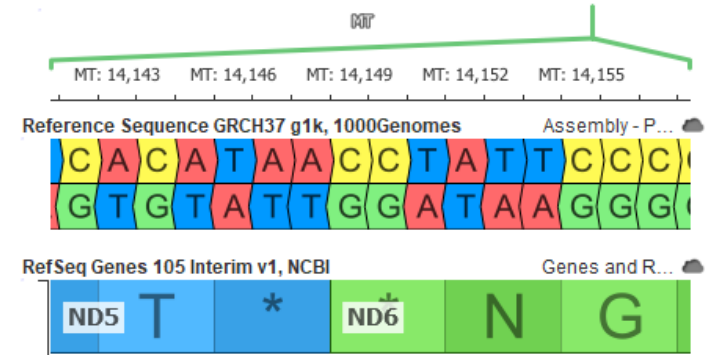 MT
MT: 14,143 MT: 14,146 MT: 14,149 MT: 14,152 MT: 14,155
Reference Sequence GRCH37 g1k, 1000Genomes Assembly - P...
C A C A T A A C C T A T T C C C
G T G T A T T G G A T A A G G G
RefSeq Genes 105 Interim v1, NCBI Genes and R...
ND5 T * ND6 * N G